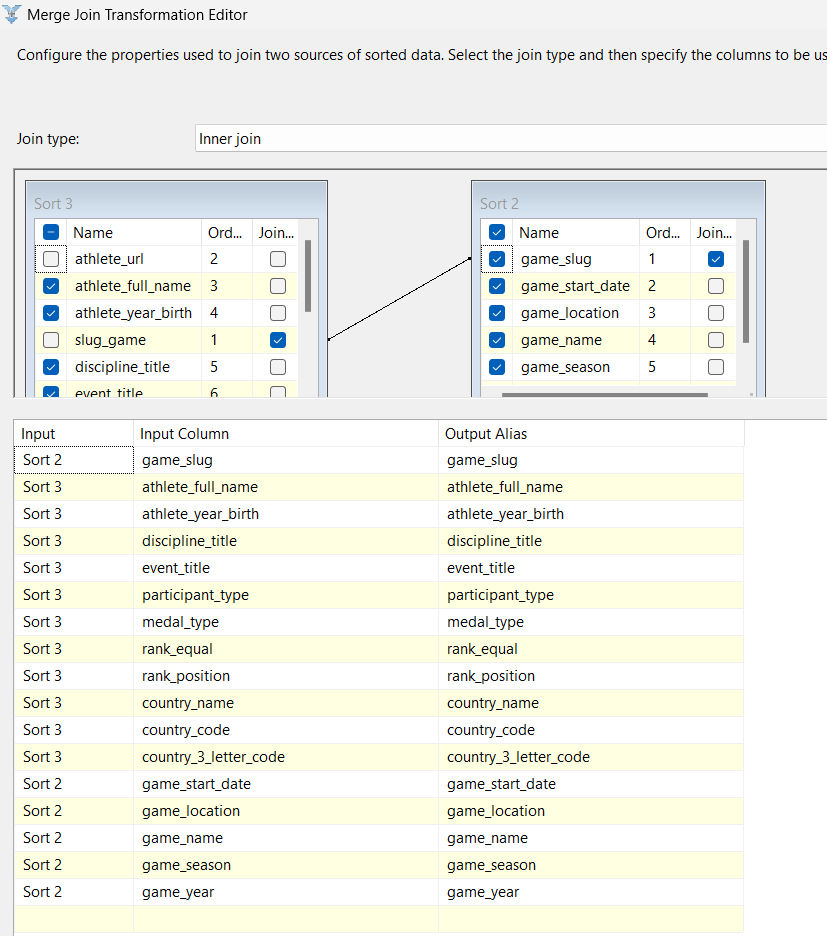 Merge Join Transformation Editor
Configure the properties used to join two sources of sorted data. Select the join type and then specify the columns to be us
Join type: Inner join
Sort 3
Name Ord... Join...
athlete_url 2
athlete_full_name 3
athlete_year_birth 4
slug_game 1
discipline_title 5
event_title 6
Sort 2
Name Ord... Join...
game_slug 1
game_start_date 2
game_location 3
game_name 4
game_season 5
Input Input Column Output Alias
Sort 2 game_slug game_slug
Sort 3 athlete_full_name athlete_full_name
Sort 3 athlete_year_birth athlete_year_birth
Sort 3 discipline_title discipline_title
Sort 3 event_title event_title
Sort 3 participant_type participant_type
Sort 3 medal_type medal_type
Sort 3 rank_equal rank_equal
Sort 3 rank_position rank_position
Sort 3 country_name country_name
Sort 3 country_code country_code
Sort 3 country_3_letter_code country_3_letter_code
Sort 2 game_start_date game_start_date
Sort 2 game_location game_location
Sort 2 game_name game_name
Sort 2 game_season game_season
Sort 2 game_year game_year